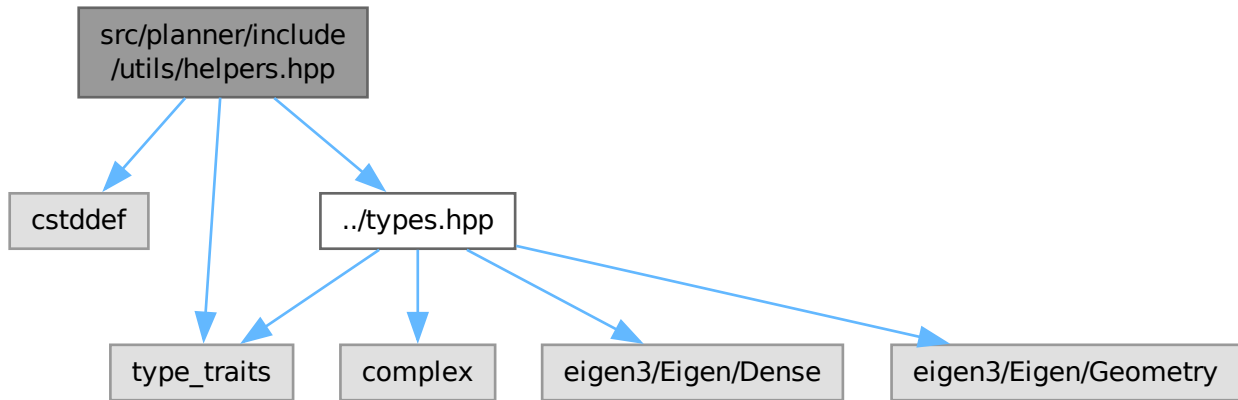 src/planner/include
/utils/helpers.hpp
cstddef
../types.hpp
type_traits
complex
eigen3/Eigen/Dense
eigen3/Eigen/Geometry